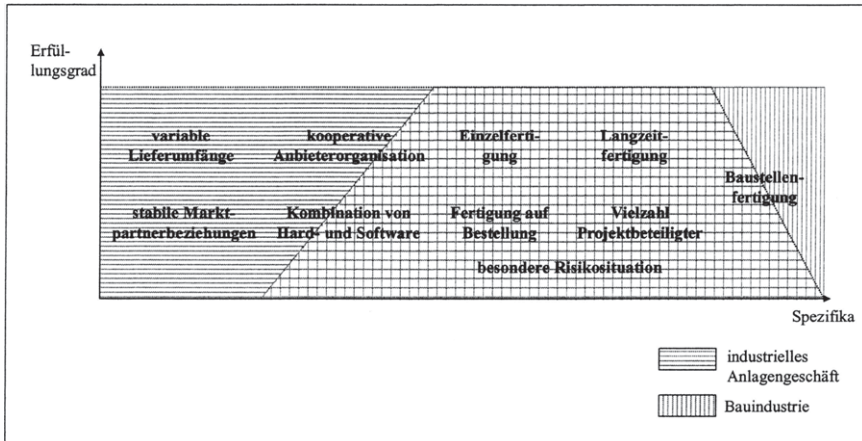 Erfül-
lungsgrad
variable
Lieferumfänge
kooperative
Anbieterorganisation
Einzelferti-
gung
Langzeit-
fertigung
Baustellen-
fertigung
stabile Markt-
partnerbeziehungen
Kombination von
Hard- und Software
Fertigung auf
Bestellung
Vielzahl
Projektbeteiligter
besondere Risikosituation
Spezifika
industrielles
Anlagengeschäft
Bauindustrie